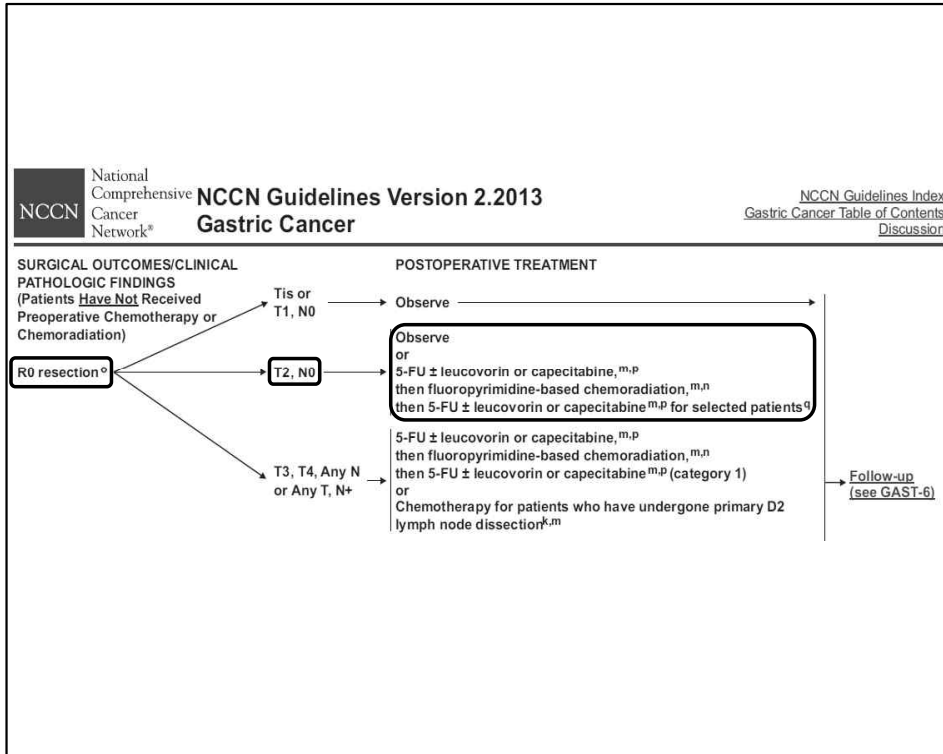 NCCN
National
Comprehensive
Cancer
Network®
NCCN Guidelines Version 2.2013
Gastric Cancer
NCCN Guidelines Index
Gastric Cancer Table of Contents
Discussion
SURGICAL OUTCOMES/CLINICAL
PATHOLOGIC FINDINGS
(Patients Have Not Received
Preoperative Chemotherapy or
Chemoradiation)
POSTOPERATIVE TREATMENT
R0 resection°
Tis or
T1, N0
Observe
T2, N0
Observe
or
5-FU ± leucovorin or capecitabine,m,p
then fluoropyrimidine-based chemoradiation,m,n
then 5-FU ± leucovorin or capecitabinem,p for selected patientsq
T3, T4, Any N
or Any T, N+
5-FU ± leucovorin or capecitabine,m,p
then fluoropyrimidine-based chemoradiation,m,n
then 5-FU ± leucovorin or capecitabinem,p (category 1)
or
Chemotherapy for patients who have undergone primary D2
lymph node dissectionk,m
Follow-up
(see GAST-6)